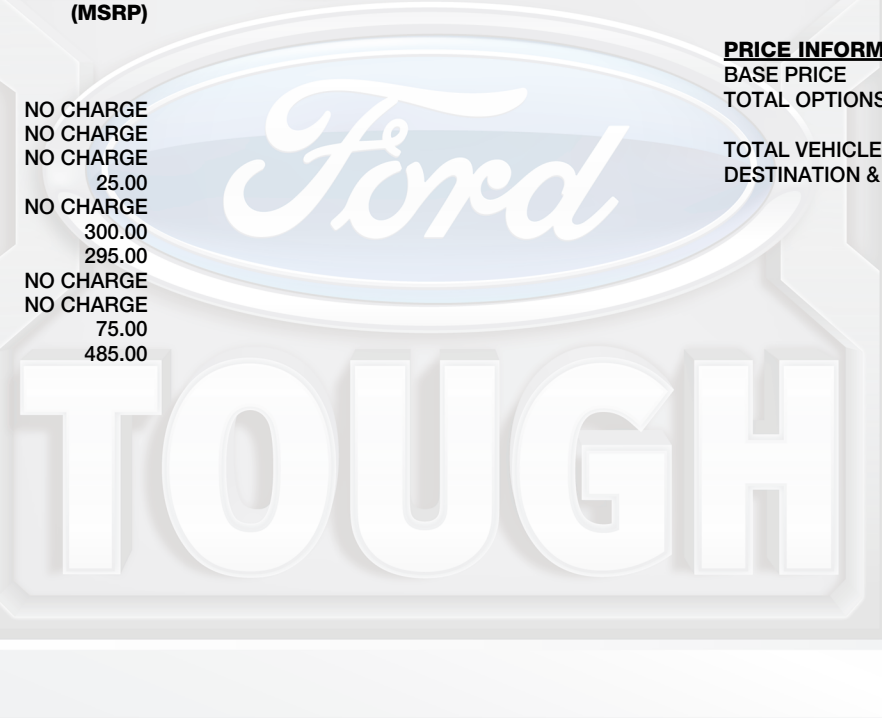 (MSRP)
NO CHARGE
NO CHARGE
NO CHARGE
25.00
NO CHARGE
300.00
295.00
NO CHARGE
NO CHARGE
75.00
485.00
PRICE INFORM
BASE PRICE
TOTAL OPTIONS
TOTAL VEHICLE
DESTINATION &
Ford
TOUGH